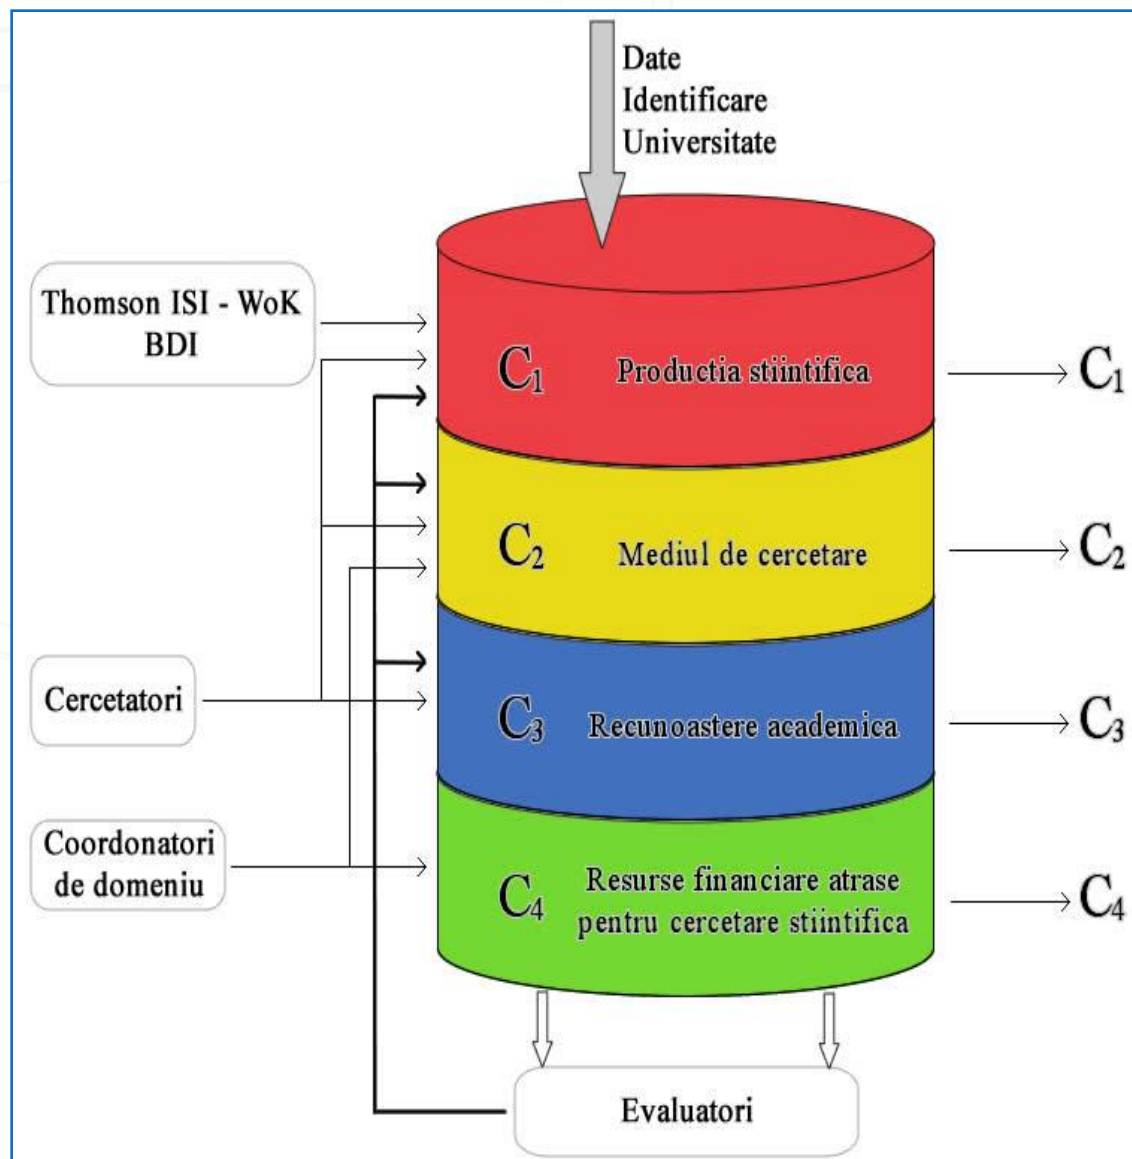 Date
Identificare
Universitate
Thomson ISI - WoK
BDI
C1 Productia stiintifica
C1
C2 Mediul de cercetare
C2
Cercetatori
C3 Recunoastere academica
C3
Coordonatori
de domeniu
C4 Resurse financiare atrase
pentru cercetare stiintifica
C4
Evaluatori